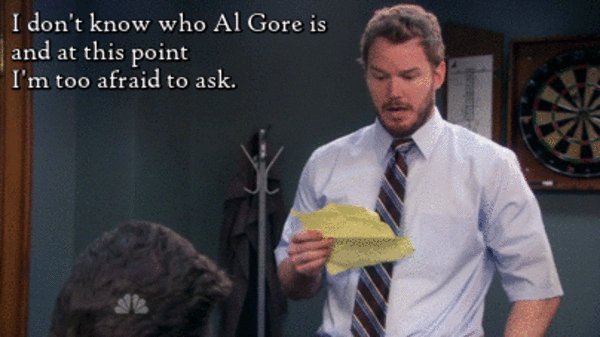 I don't know who Al Gore is
and at this point
I'm too afraid to ask.